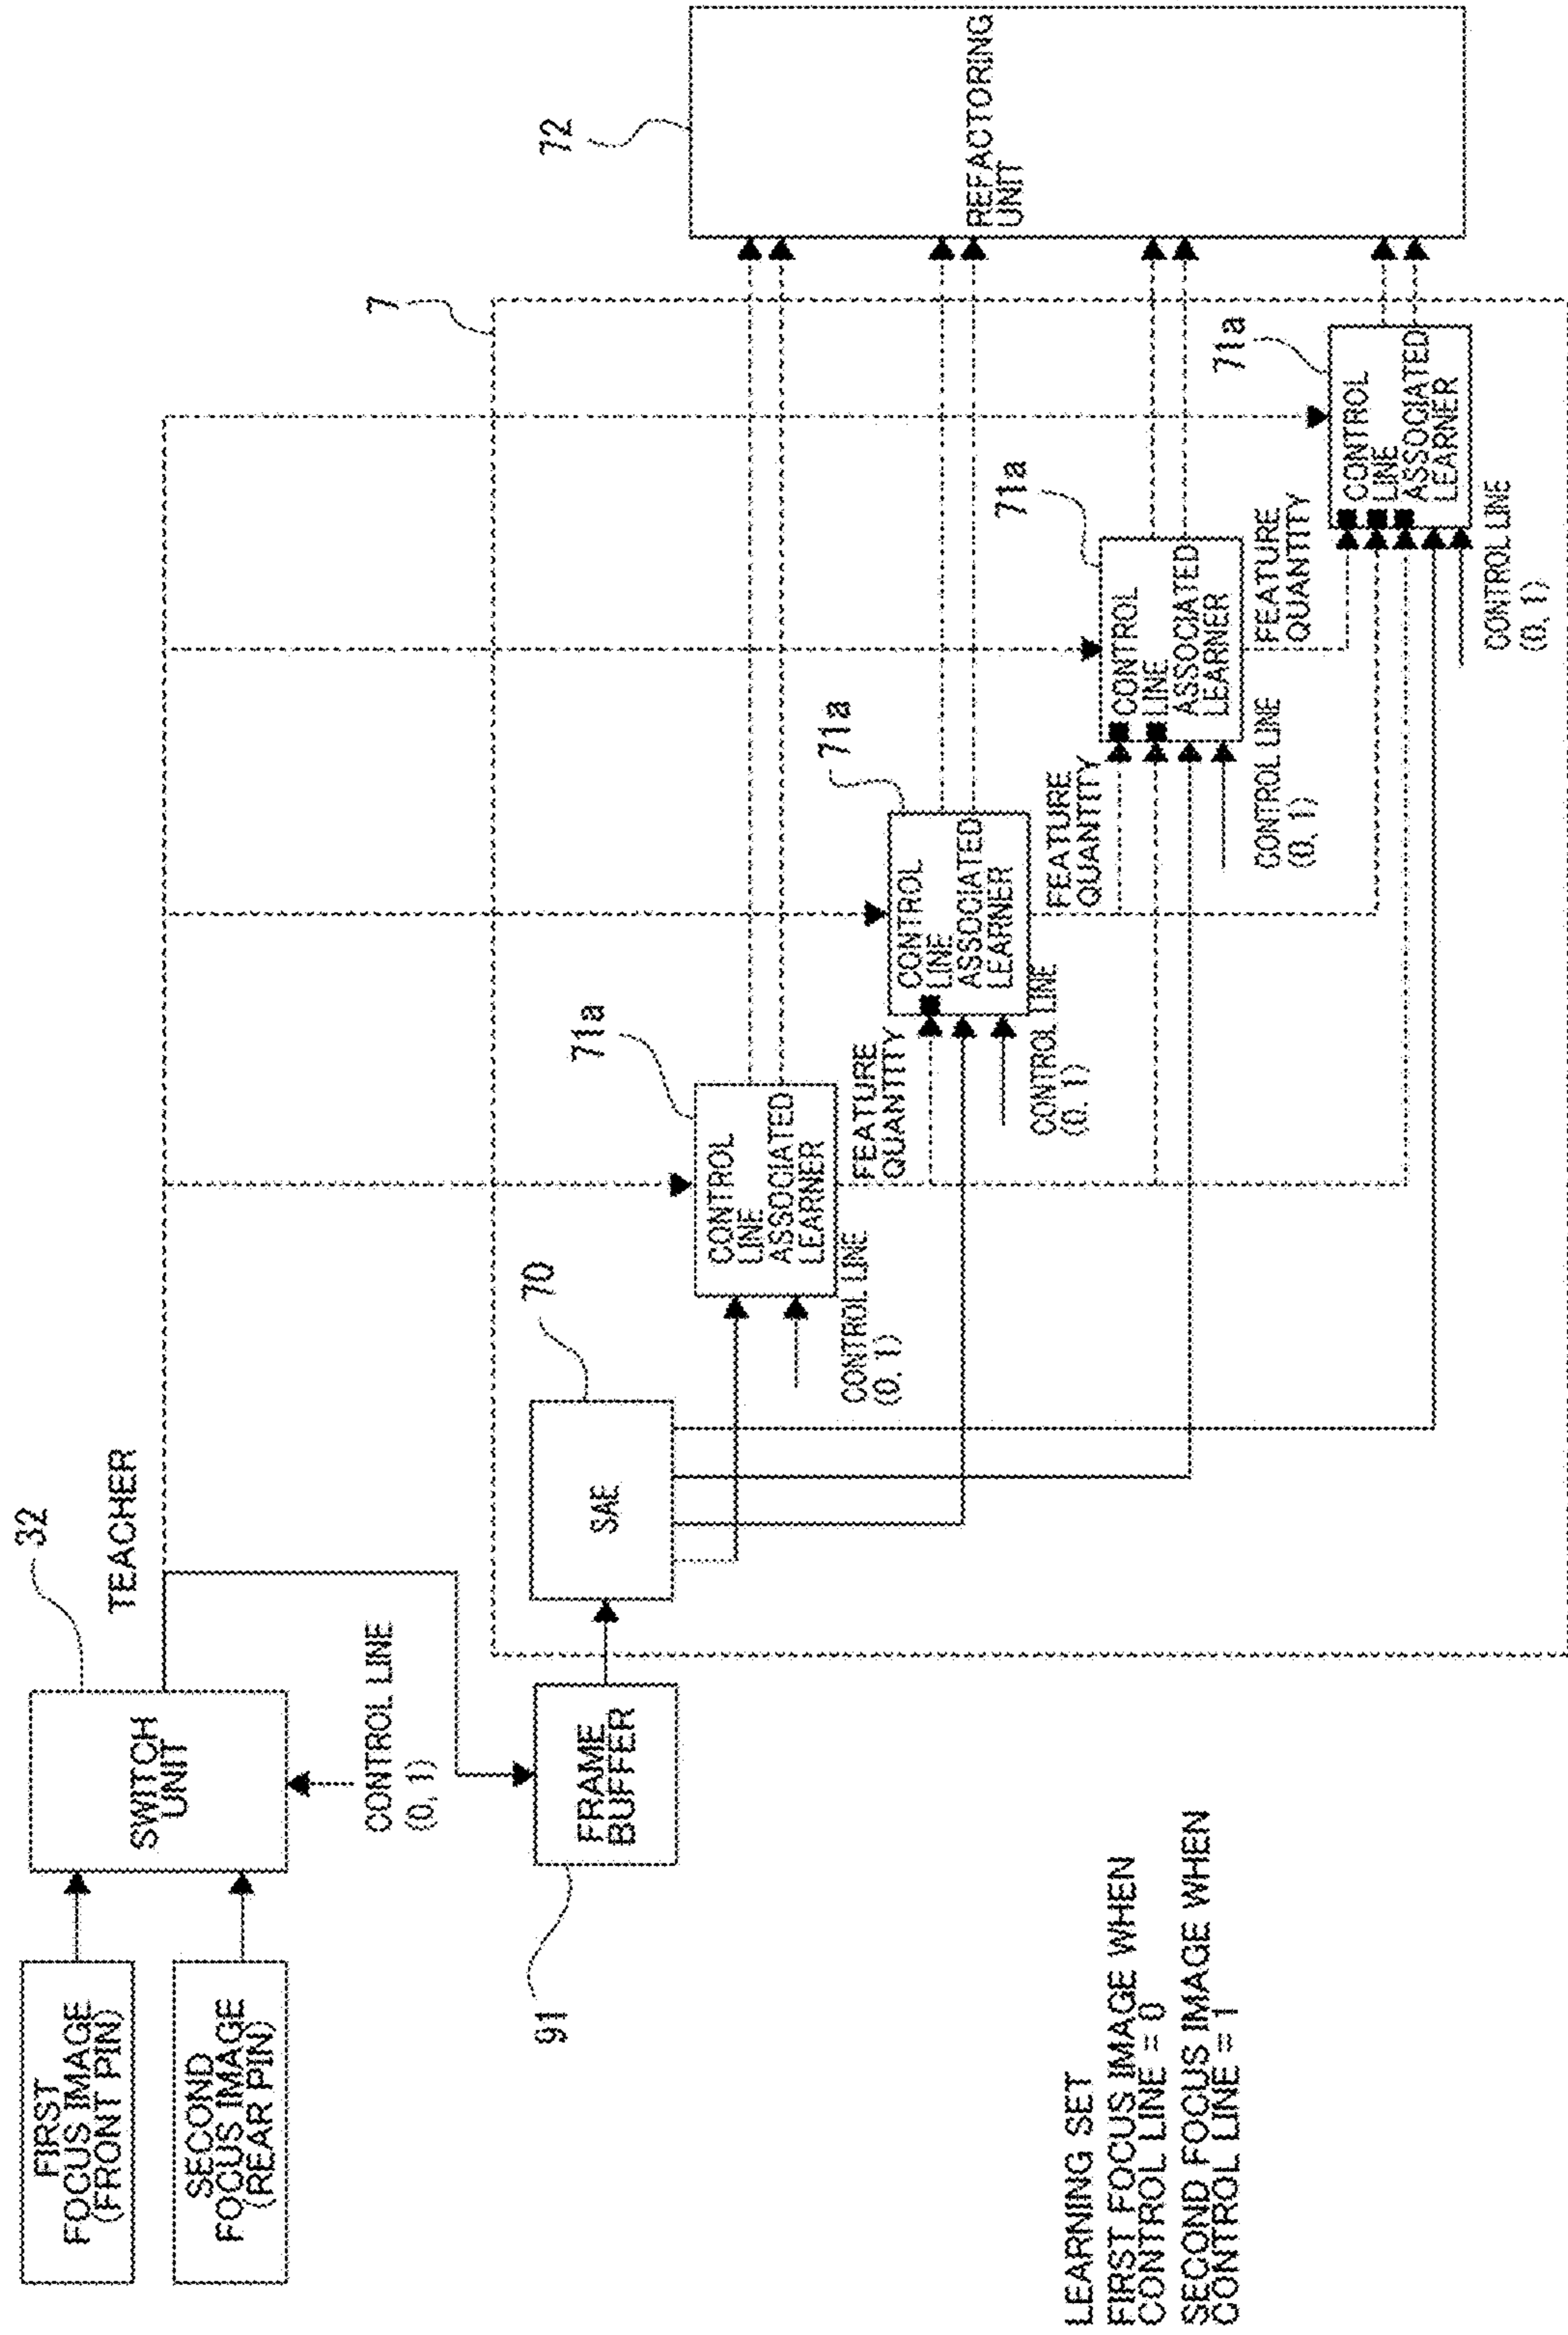 FIRST
FOCUS IMAGE
(FRONT PIN)
SECOND
FOCUS IMAGE
(REAR PIN)
SWITCH
UNIT
32
TEACHER
CONTROL LINE
(0, 1)
FRAME
BUFFER
91
7
SAE
70
CONTROL
LINE
ASSOCIATED
LEARNER
71a
CONTROL LINE
(0, 1)
FEATURE
QUANTITY
CONTROL
LINE
ASSOCIATED
LEARNER
71a
CONTROL LINE
(0, 1)
FEATURE
QUANTITY
CONTROL
LINE
ASSOCIATED
LEARNER
71a
CONTROL LINE
(0, 1)
FEATURE
QUANTITY
CONTROL
LINE
ASSOCIATED
LEARNER
71a
CONTROL LINE
(0, 1)
72
REFACTORING
UNIT
LEARNING SET
FIRST FOCUS IMAGE WHEN
CONTROL LINE = 0
SECOND FOCUS IMAGE WHEN
CONTROL LINE = 1